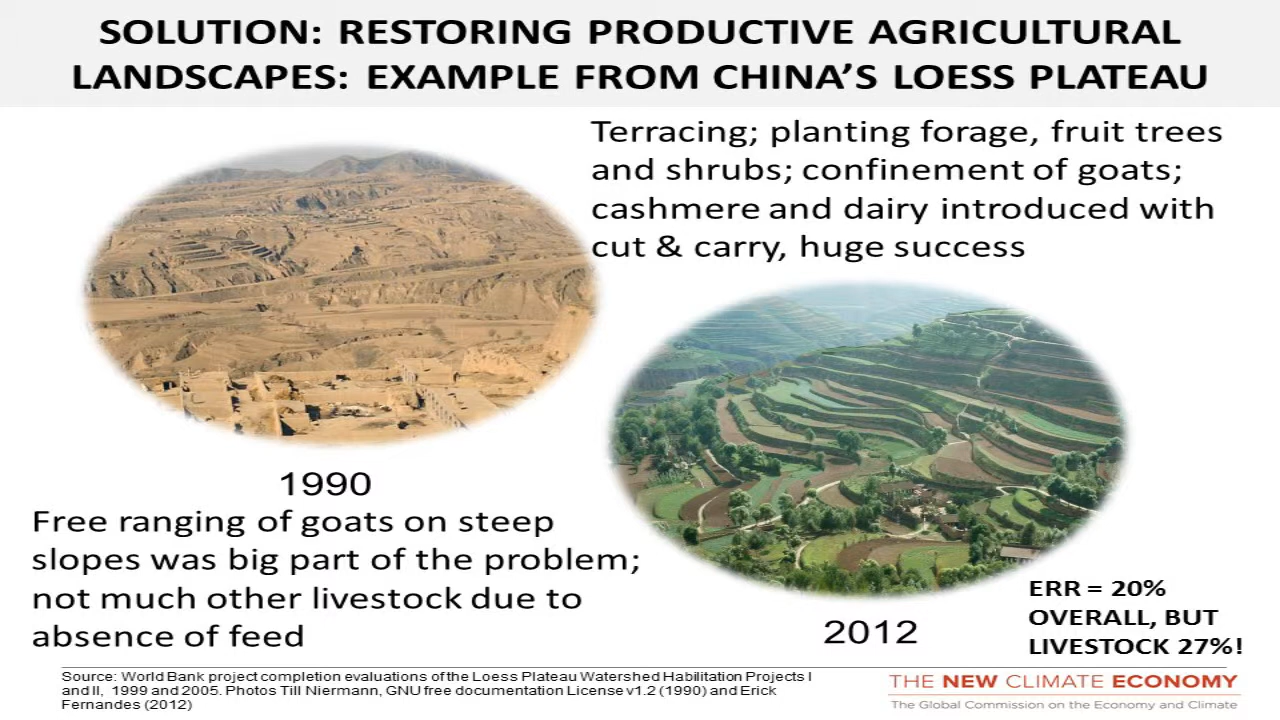 SOLUTION: RESTORING PRODUCTIVE AGRICULTURAL
LANDSCAPES: EXAMPLE FROM CHINA'S LOESS PLATEAU
Terracing; planting forage, fruit trees
and shrubs; confinement of goats;
cashmere and dairy introduced with
cut & carry, huge success
1990
Free ranging of goats on steep
slopes was big part of the problem;
not much other livestock due to
absence of feed
2012
ERR = 20%
OVERALL, BUT
LIVESTOCK 27%!
Source: World Bank project completion evaluations of the Loess Plateau Watershed Habilitation Projects I
and II, 1999 and 2005. Photos Till Niermann, GNU free documentation License v1.2 (1990) and Erick
Fernandes (2012)
THE NEW CLIMATE ECONOMY
The Global Commission on the Economy and Climate